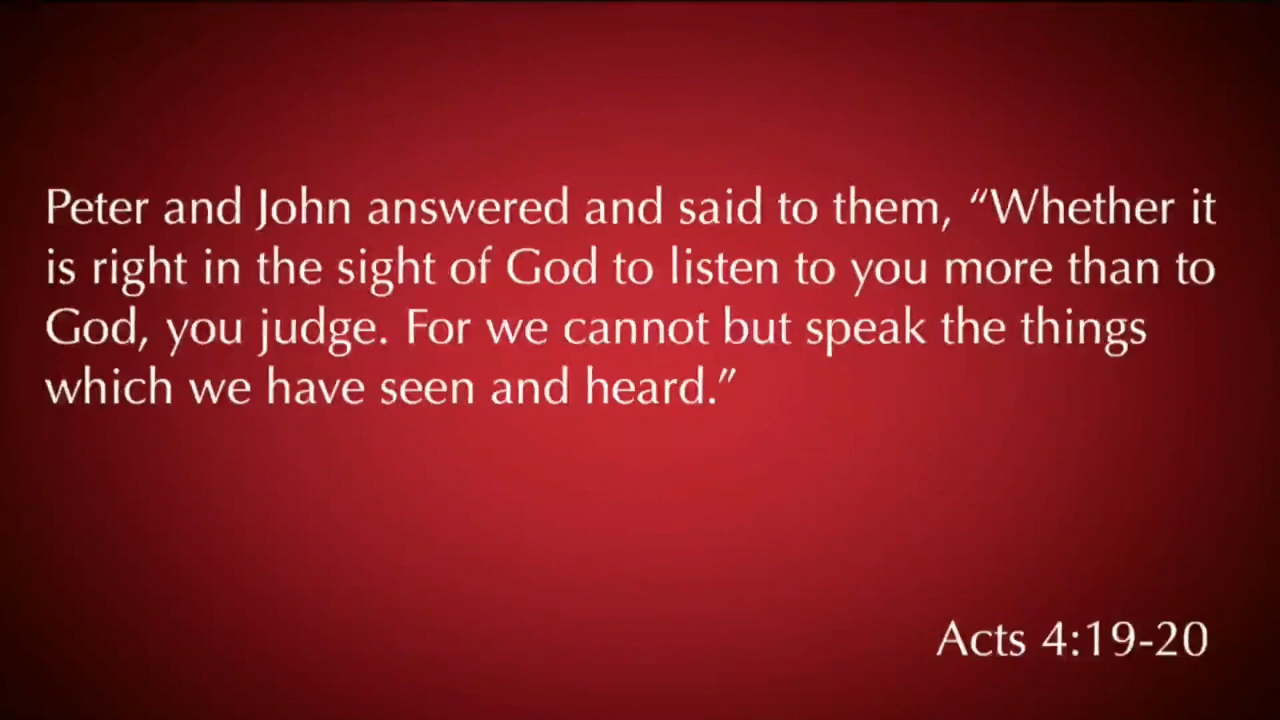 Peter and John answered and said to them, “Whether it
is right in the sight of God to listen to you more than to
God, you judge. For we cannot but speak the things
which we have seen and heard.”
Acts 4:19-20